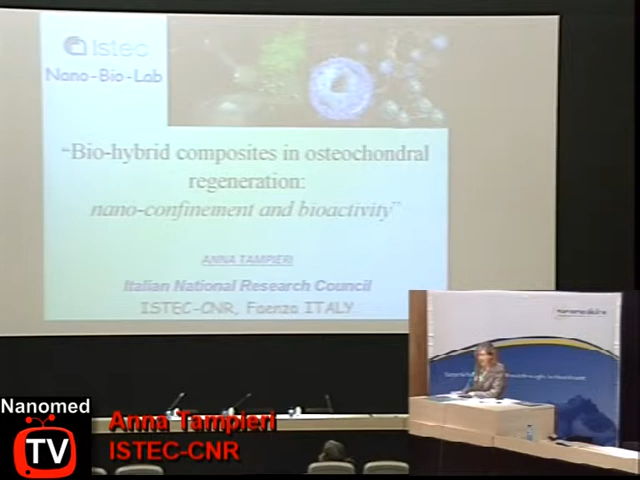 Istec
Nano-Bio-Lab
"Bio-hybrid composites in osteochondral
regeneration:
nano-confinement and bioactivity"
ANNA TAMPIERI
Italian National Research Council
ISTEC-CNR, Faenza ITALY
nanomedicine
Nanomed
TV
Anna Tampieri
ISTEC-CNR